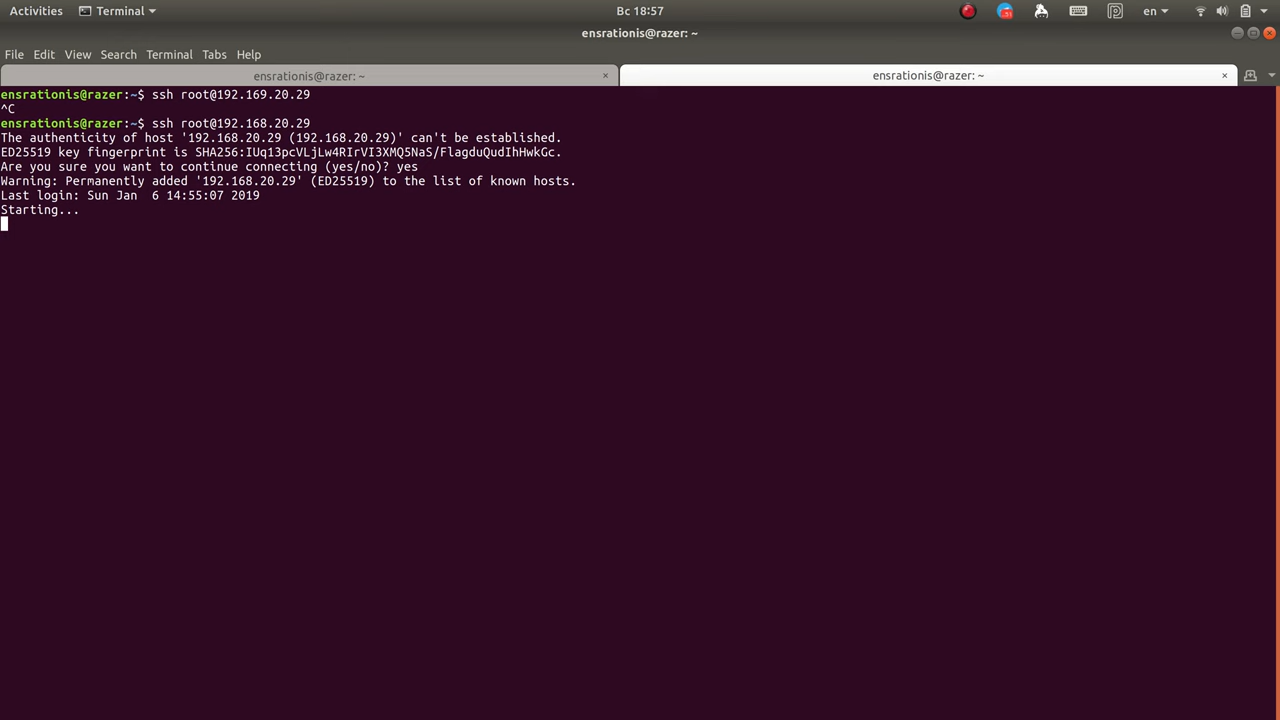 Activities
Terminal
Вс 18:57
en
ensrationis@razer: ~
File Edit View Search Terminal Tabs Help
ensrationis@razer: ~
ensrationis@razer: ~
ensrationis@razer:~$ ssh root@192.169.20.29
^C
ensrationis@razer:~$ ssh root@192.168.20.29
The authenticity of host '192.168.20.29 (192.168.20.29)' can't be established.
ED25519 key fingerprint is SHA256:IUq13pcVLjLw4RIrVI3XMQ5NaS/FlagduQudIhHwkGc.
Are you sure you want to continue connecting (yes/no)? yes
Warning: Permanently added '192.168.20.29' (ED25519) to the list of known hosts.
Last login: Sun Jan  6 14:55:07 2019
Starting...